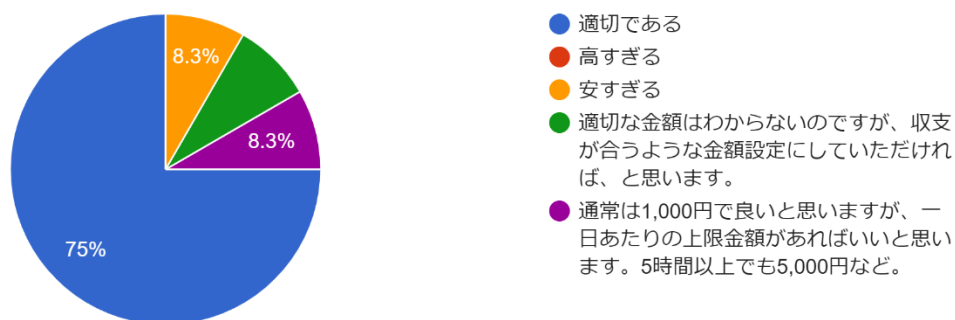 8.3%
8.3%
75%
適切である
高すぎる
安すぎる
適切な金額はわからないのですが、収支
が合うような金額設定にしていただけれ
ば、と思います。
通常は1,000円で良いと思いますが、一
日あたりの上限金額があればいいと思い
ます。5時間以上でも5,000円など。